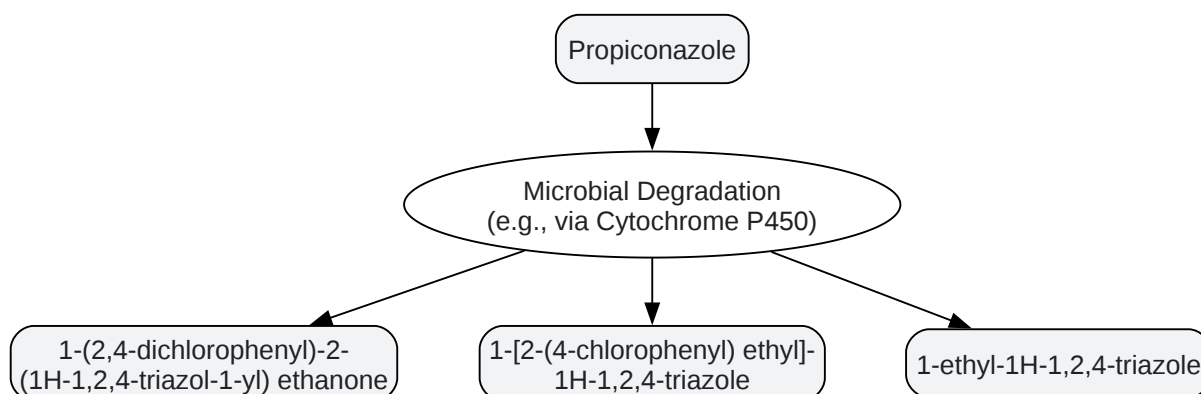 Propiconazole
Microbial Degradation
(e.g., via Cytochrome P450)
1-(2,4-dichlorophenyl)-2-
(1H-1,2,4-triazol-1-yl) ethanone
1-[2-(4-chlorophenyl) ethyl]-
1H-1,2,4-triazole
1-ethyl-1H-1,2,4-triazole